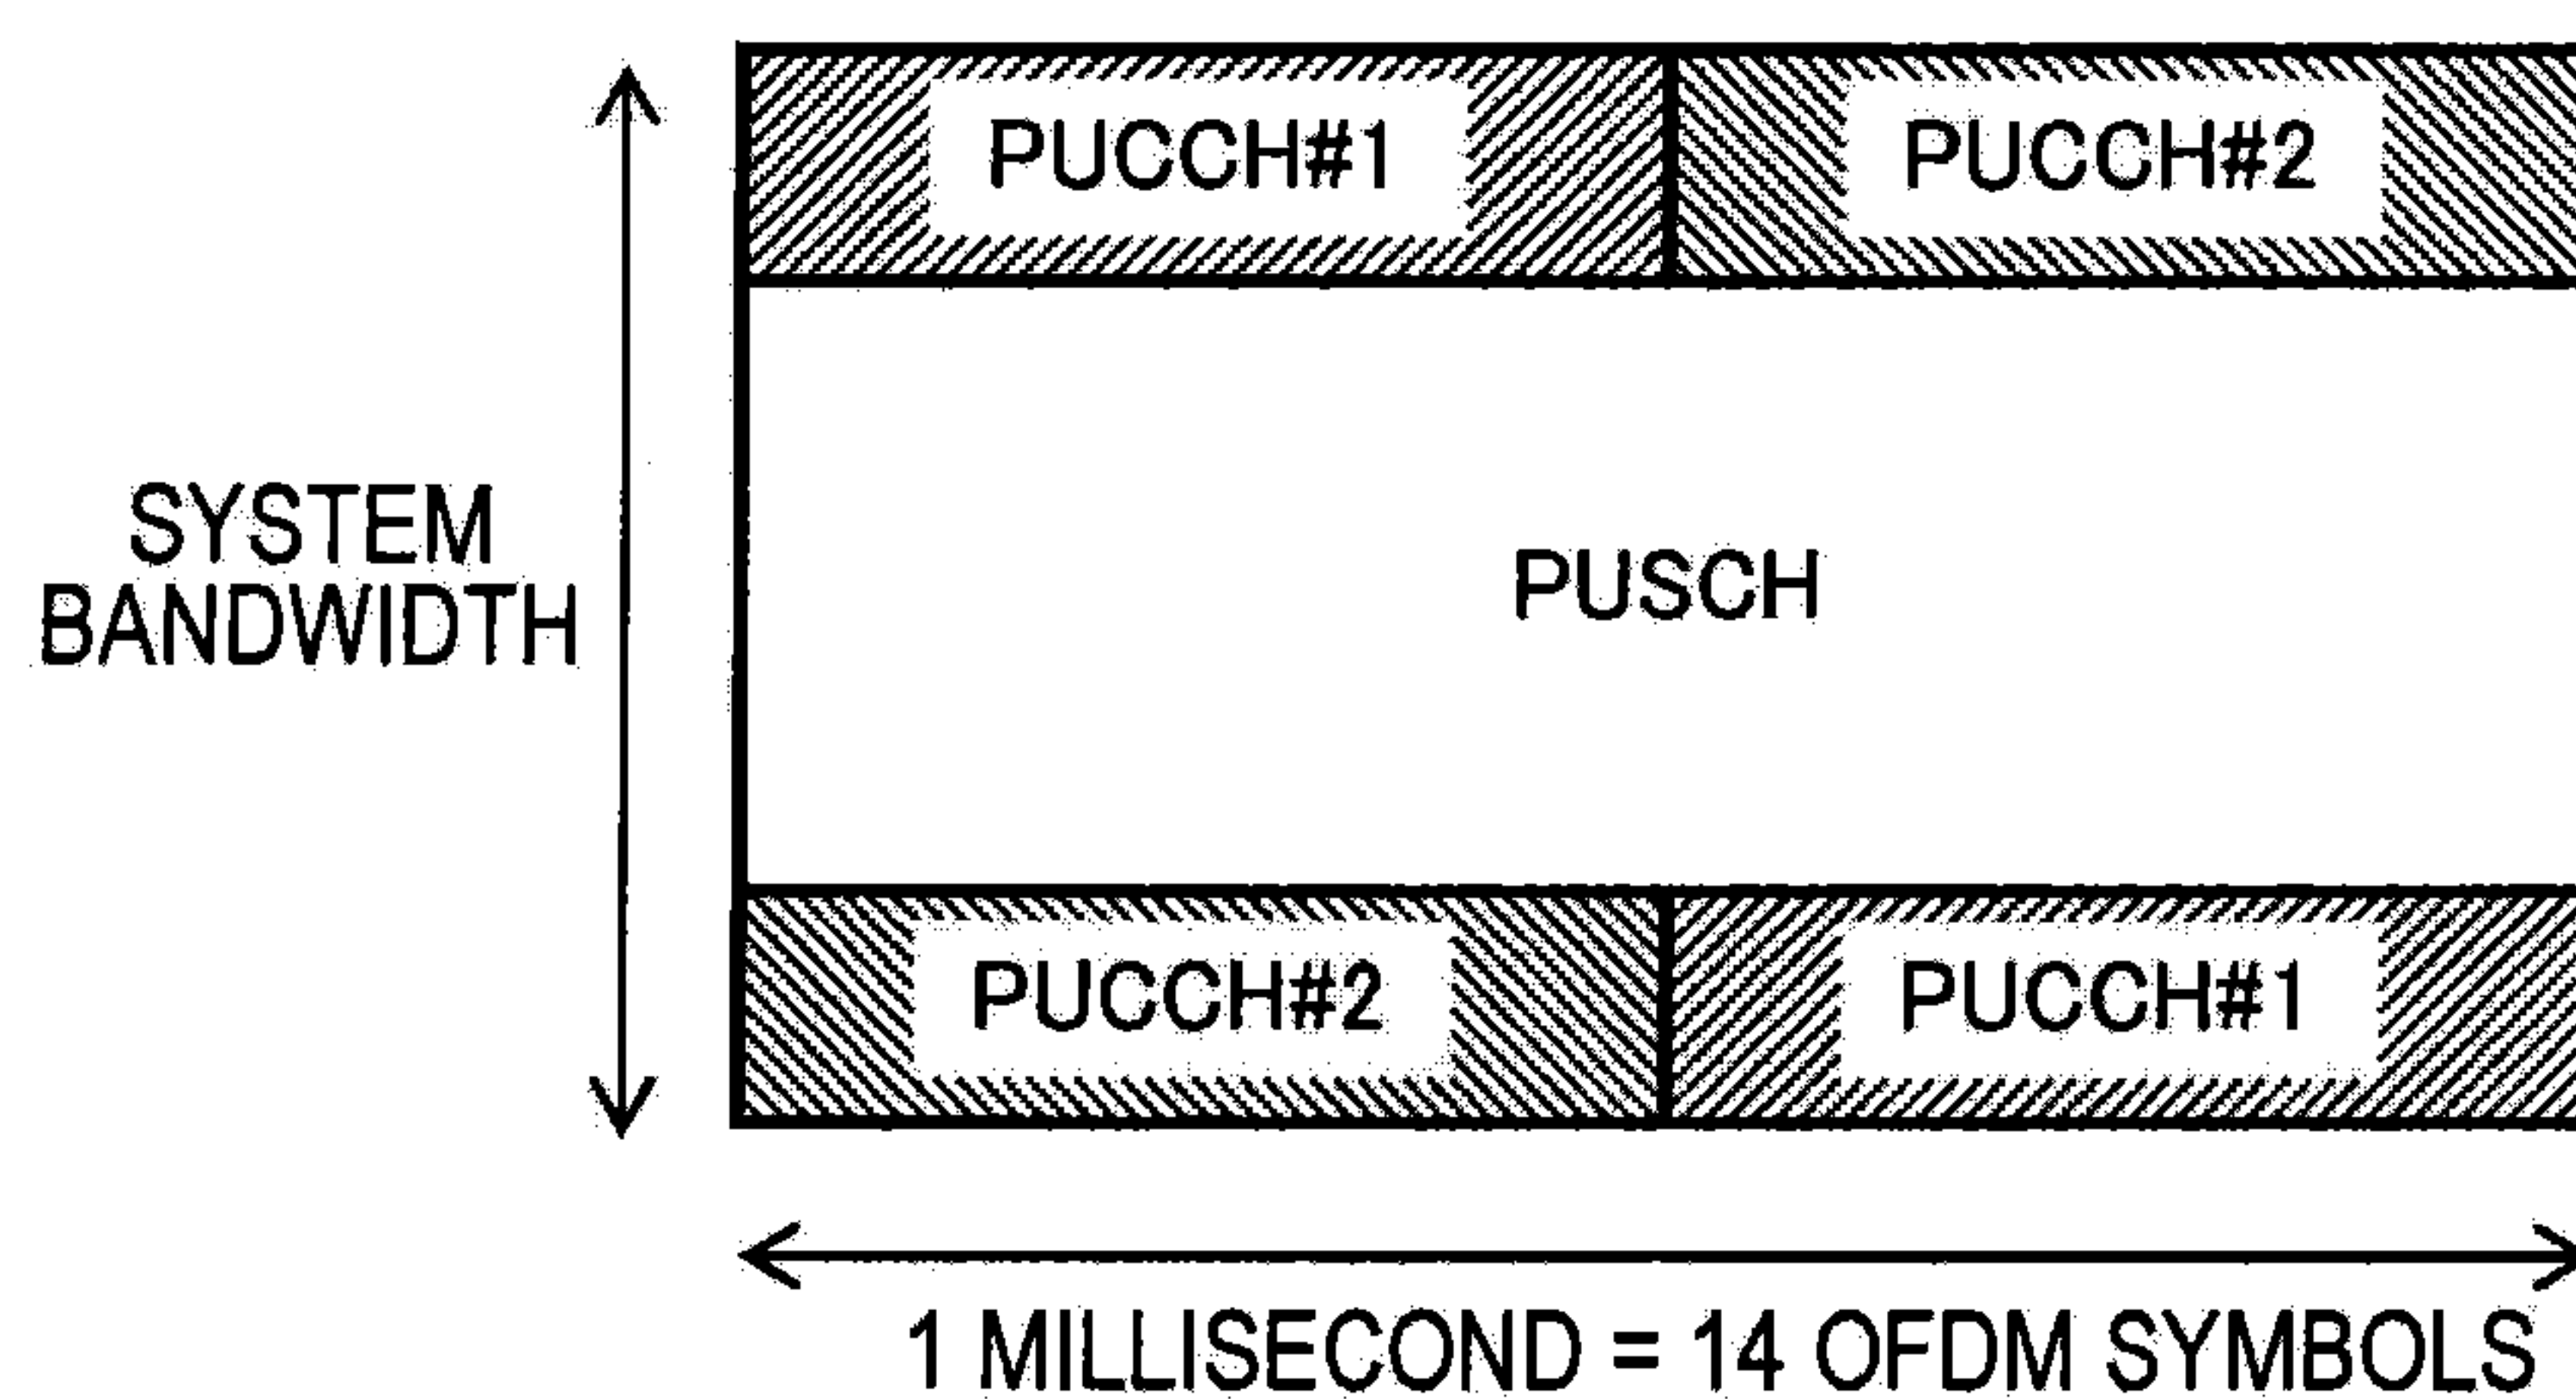 PUCCH#1
PUCCH#2
SYSTEM
BANDWIDTH
PUSCH
PUCCH#2
PUCCH#1
1 MILLISECOND = 14 OFDM SYMBOLS